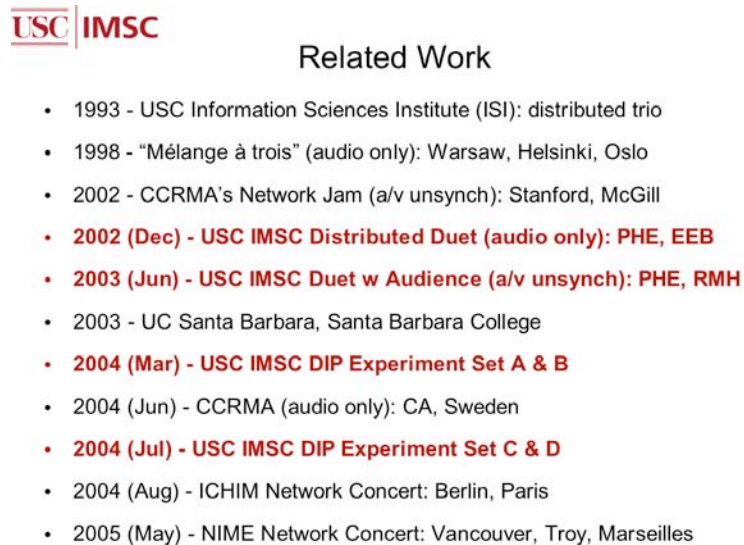 USC IMSC
Related Work
• 1993 - USC Information Sciences Institute (ISI): distributed trio
• 1998 - “Mélange à trois” (audio only): Warsaw, Helsinki, Oslo
• 2002 - CCRMA’s Network Jam (a/v unsynch): Stanford, McGill
• 2002 (Dec) - USC IMSC Distributed Duet (audio only): PHE, EEB
• 2003 (Jun) - USC IMSC Duet w Audience (a/v unsynch): PHE, RMH
• 2003 - UC Santa Barbara, Santa Barbara College
• 2004 (Mar) - USC IMSC DIP Experiment Set A & B
• 2004 (Jun) - CCRMA (audio only): CA, Sweden
• 2004 (Jul) - USC IMSC DIP Experiment Set C & D
• 2004 (Aug) - ICHIM Network Concert: Berlin, Paris
• 2005 (May) - NIME Network Concert: Vancouver, Troy, Marseilles